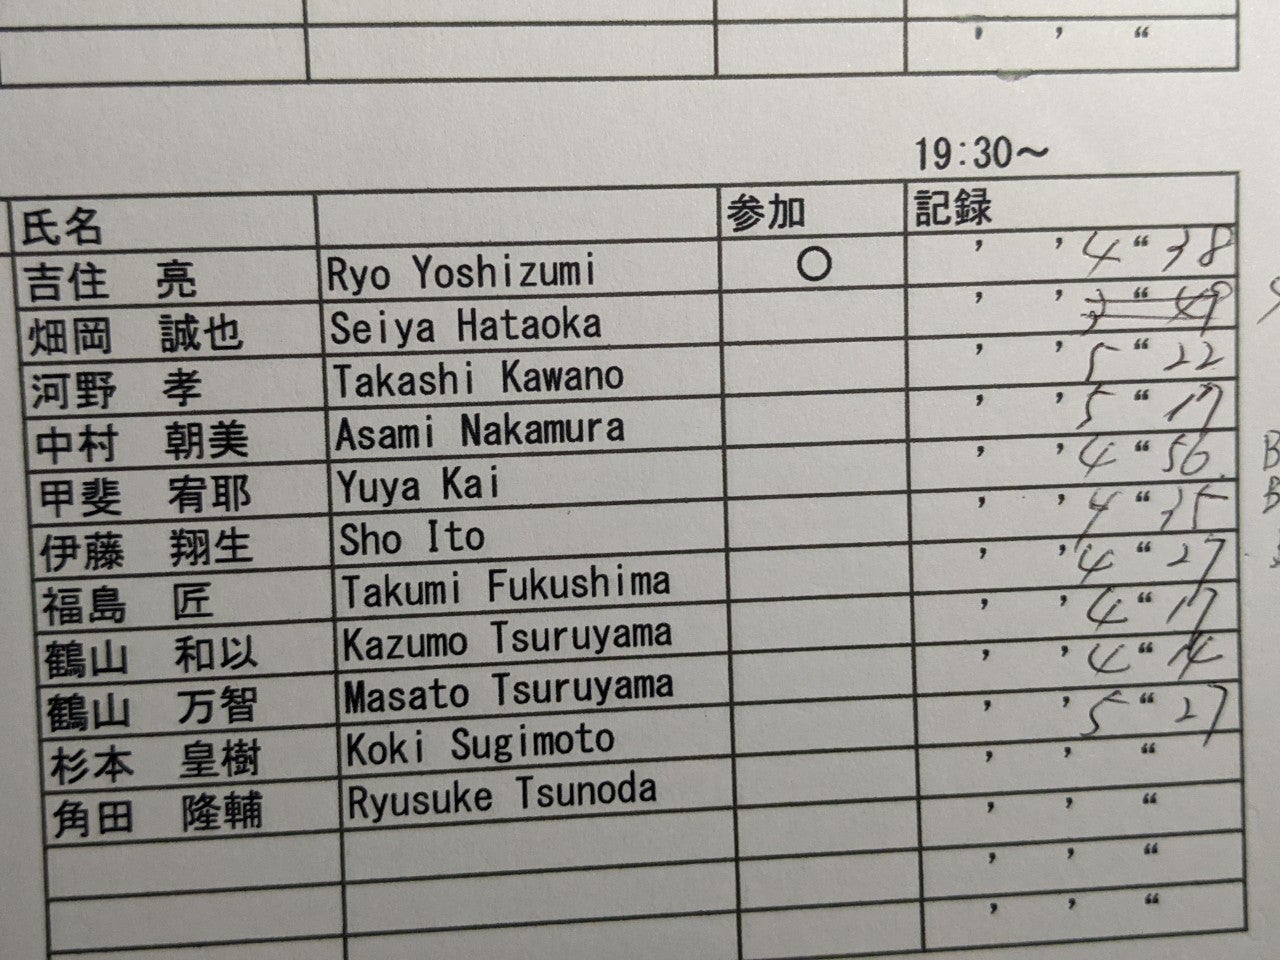 ’ ’ “
19:30～
氏名 参加 記録
吉住 亮 Ryo Yoshizumi ○ ’ ’4“38
畑岡 誠也 Seiya Hataoka ’ ’ “
河野 孝 Takashi Kawano ’ ’5“22
中村 朝美 Asami Nakamura ’ ’5“17
甲斐 宥耶 Yuya Kai ’ ’4“56
伊藤 翔生 Sho Ito ’ ’4“35
福島 匠 Takumi Fukushima ’ ’4“27
鶴山 和以 Kazumo Tsuruyama ’ ’4“17
鶴山 万智 Masato Tsuruyama ’ ’4“14
杉本 皇樹 Koki Sugimoto ’ ’5“27
角田 隆輔 Ryusuke Tsunoda ’ ’ “
’ ’ “
’ ’ “
’ ’ “